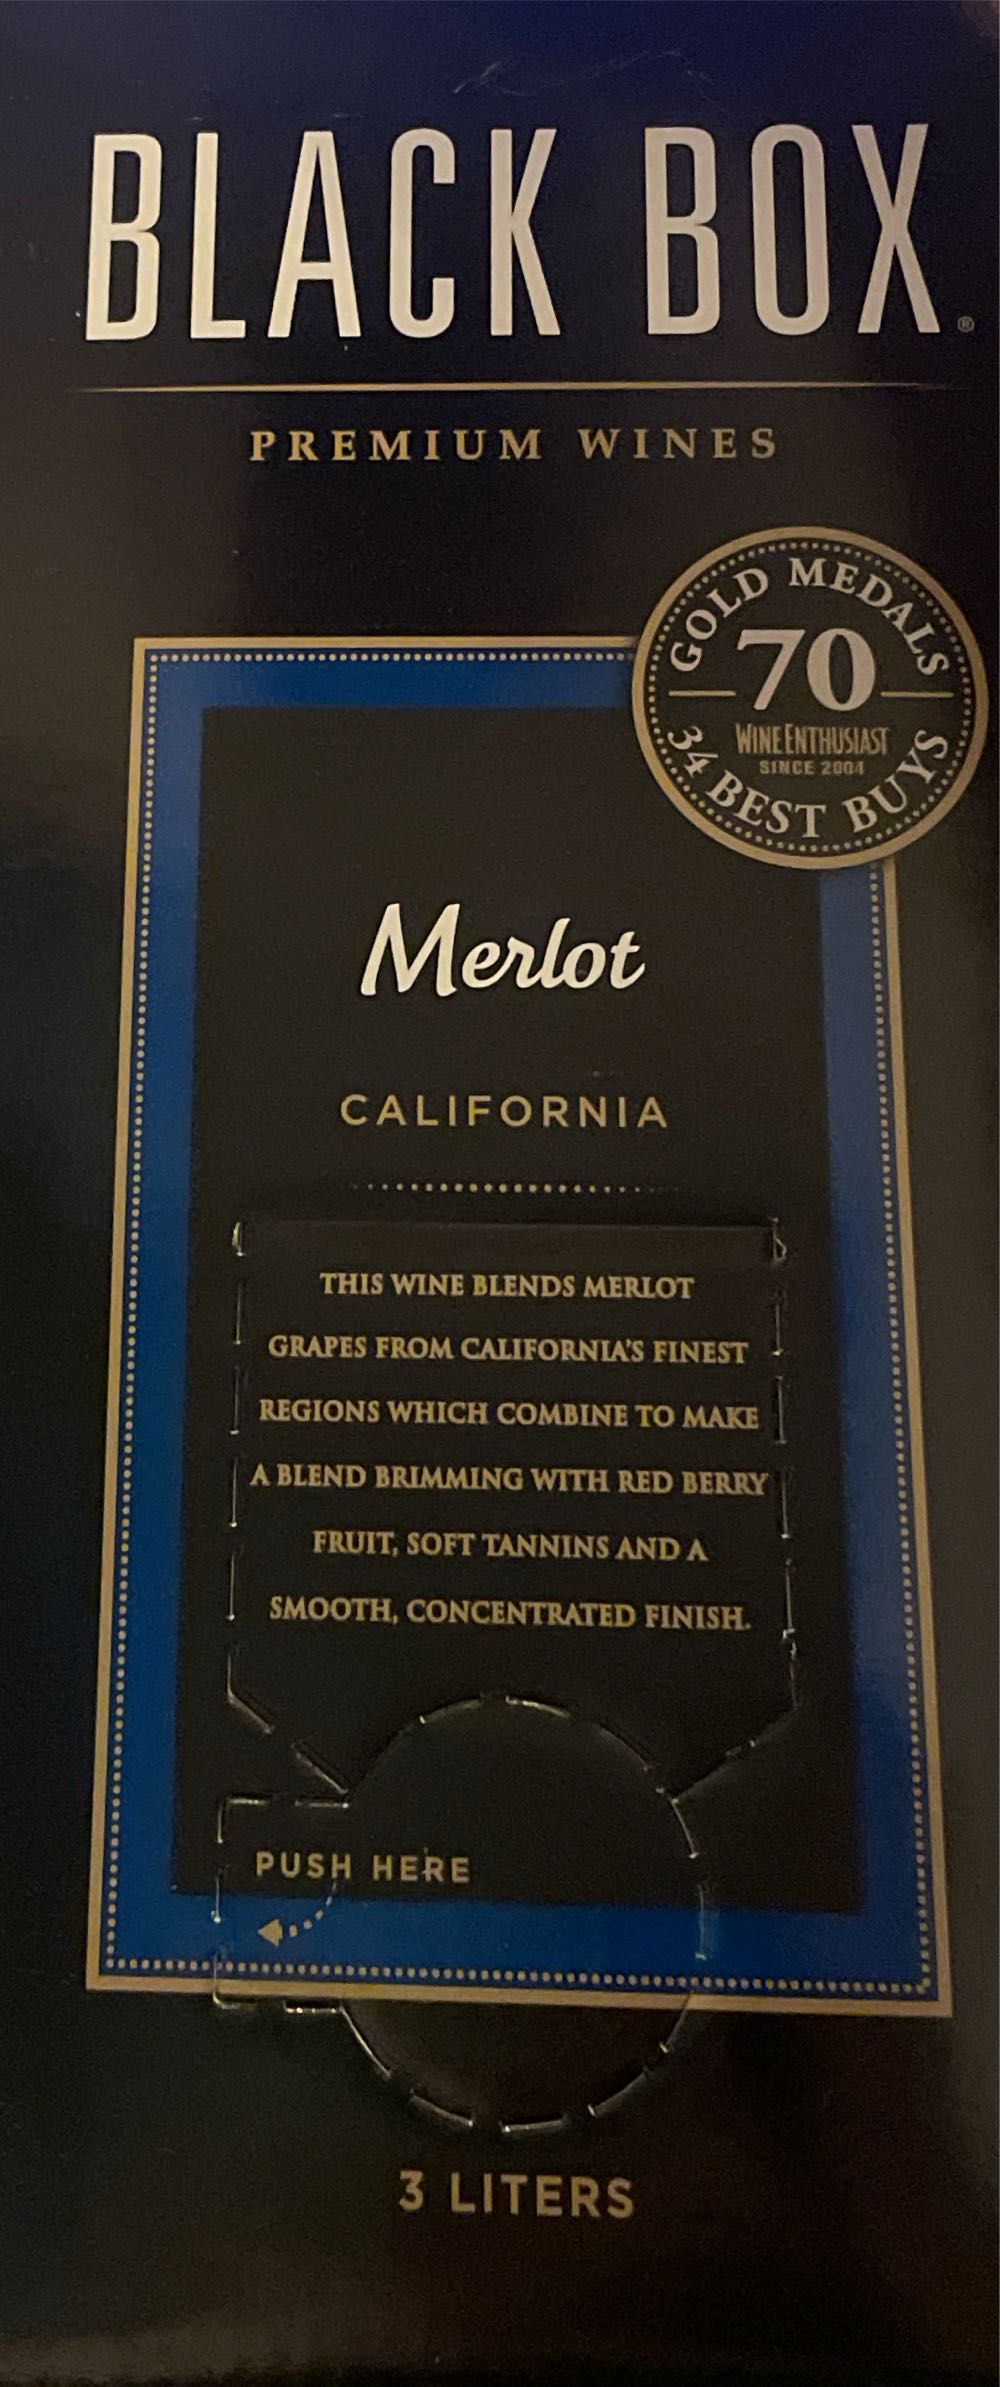 BLACK BOX®
PREMIUM WINES
GOLD MEDALS
70
WINE ENTHUSIAST
SINCE 2004
34 BEST BUYS
Merlot
CALIFORNIA
THIS WINE BLENDS MERLOT
GRAPES FROM CALIFORNIA'S FINEST
REGIONS WHICH COMBINE TO MAKE
A BLEND BRIMMING WITH RED BERRY
FRUIT, SOFT TANNINS AND A
SMOOTH, CONCENTRATED FINISH.
PUSH HERE
3 LITERS